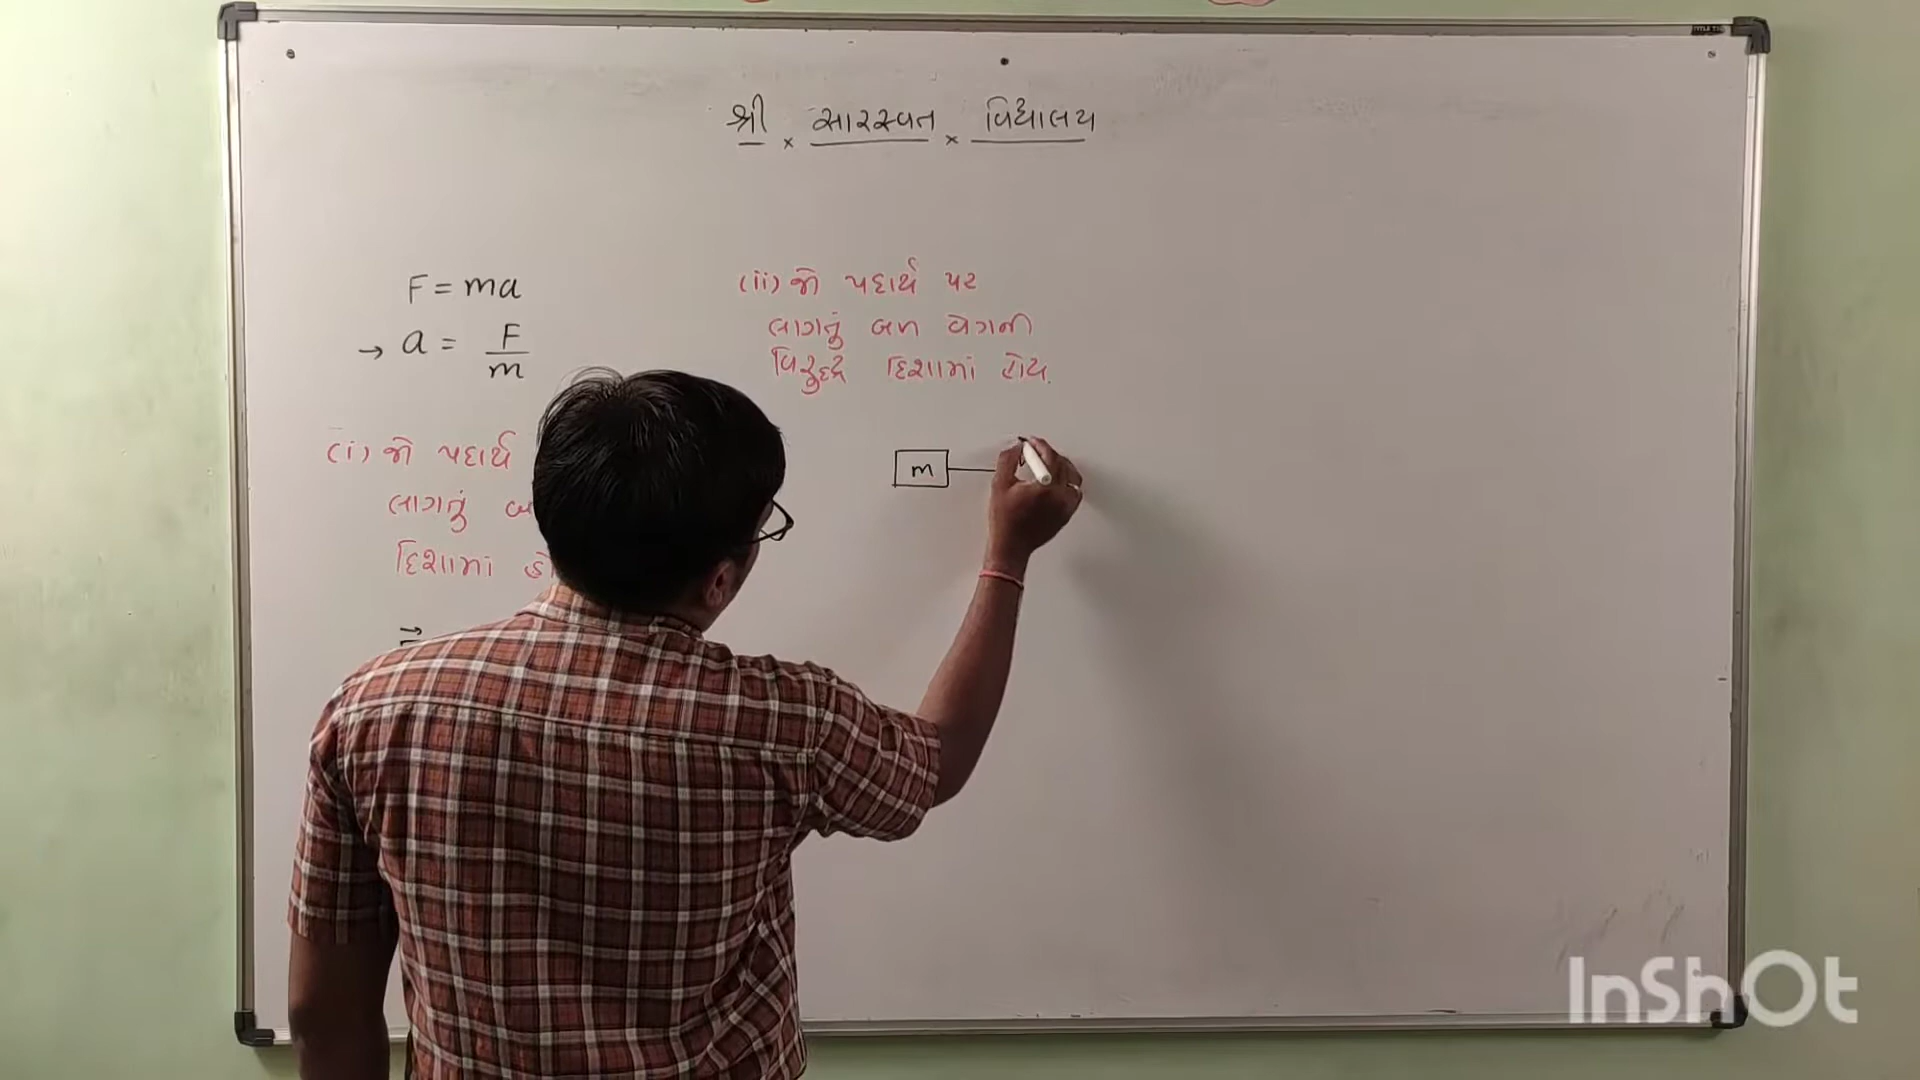 શ્રી × સારસ્વત × વિદ્યાલય
F = ma
→ a = F/m
(i) જો પદાર્થ
લાગતું
દિશામાં
(ii) જો પદાર્થ પર
લાગતું બળ વેગની
વિરુદ્ધ દિશામાં હોય.
m
InShOt